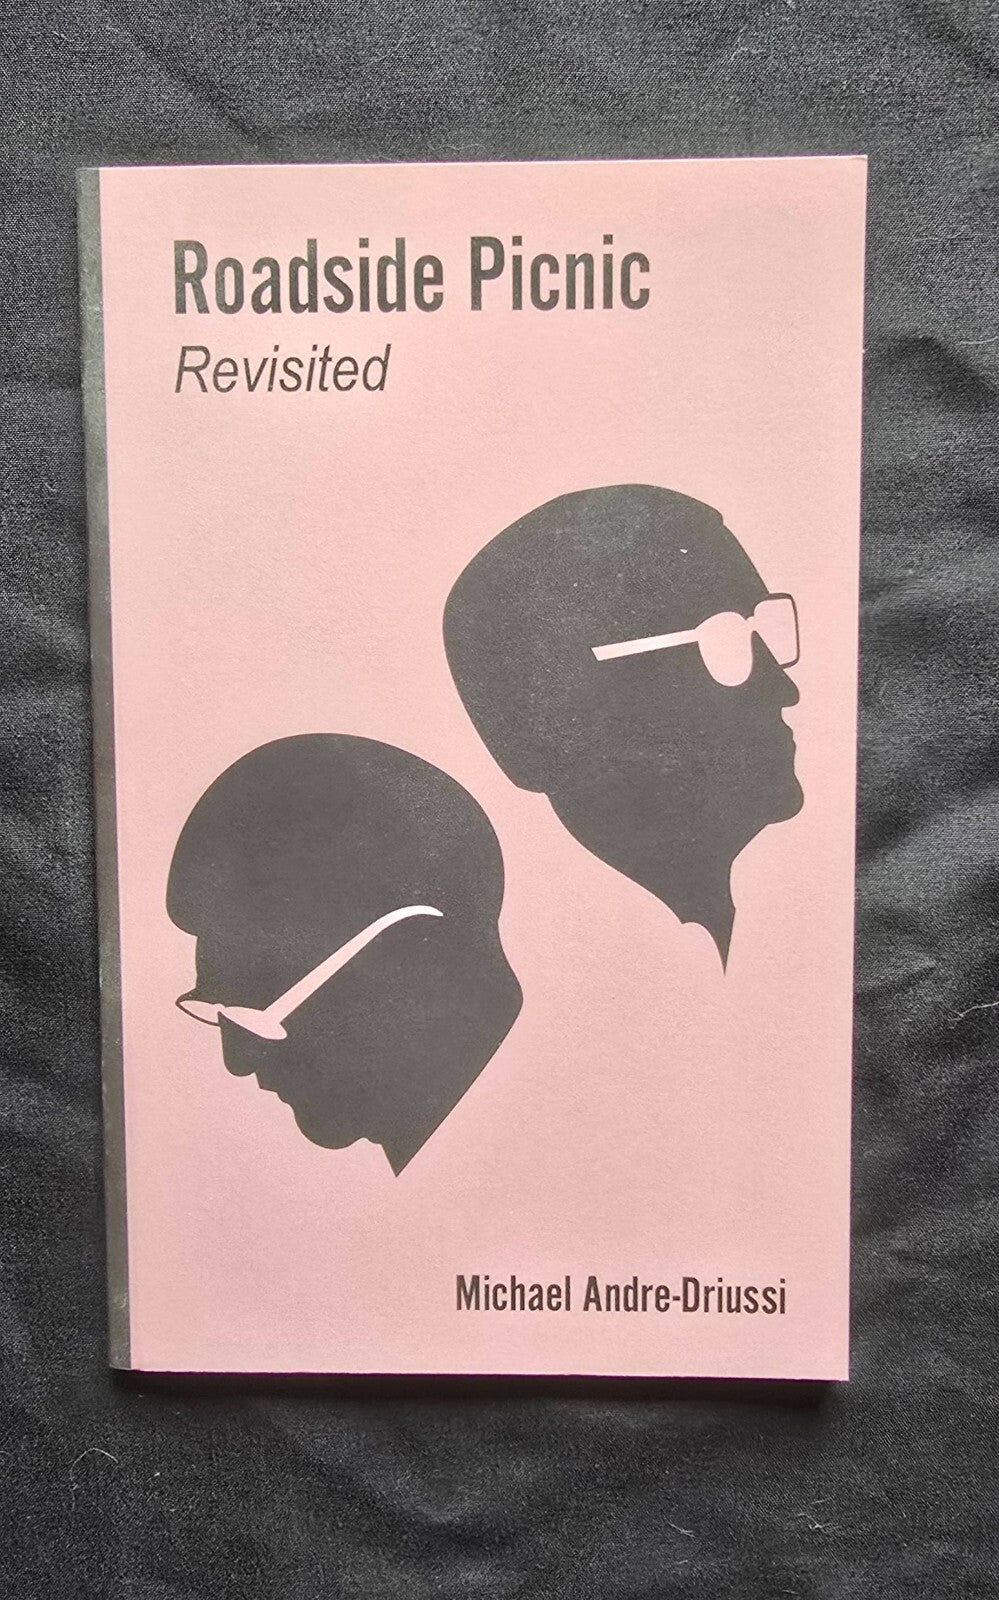 Roadside Picnic
Revisited
Michael Andre-Driussi